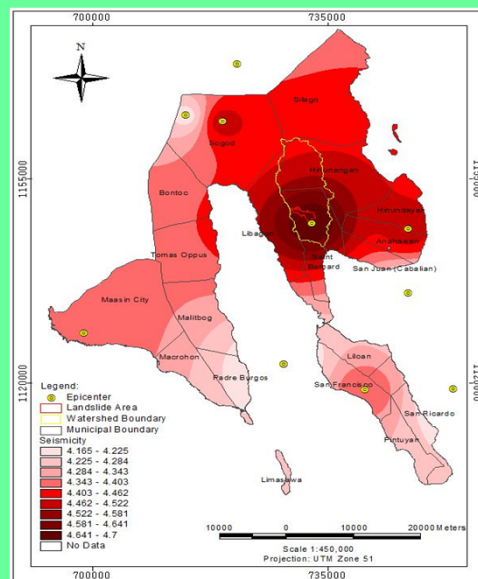 700000
735000
N
Silago
Sogod
1155000
1155000
Hinunangan
Bontoc
Hinundayan
Libagon
Anahawan
Tomas Oppus
Saint
Bernard
San Juan (Cabalian)
Maasin City
Malitbog
Macrohon
Padre Burgos
Liloan
San Francisco
1120000
1120000
San Ricardo
Pintuyan
Limasawa
Legend:
Epicenter
Landslide Area
Watershed Boundary
Municipal Boundary
Seismicity
4.165 - 4.225
4.225 - 4.284
4.284 - 4.343
4.343 - 4.403
4.403 - 4.462
4.462 - 4.522
4.522 - 4.581
4.581 - 4.641
4.641 - 4.7
No Data
10000 0 10000 20000 Meters
Scale 1:450,000
Projection: UTM Zone 51
700000
735000